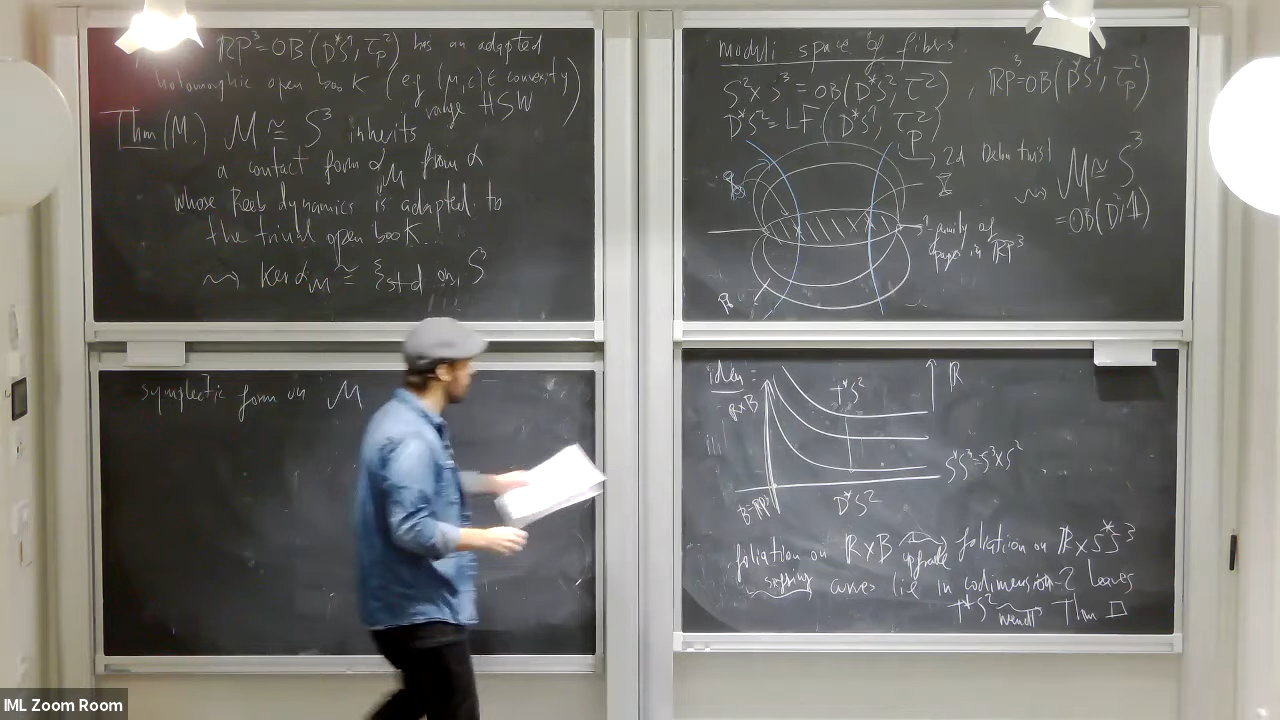 RP³=OB(D*S¹, τ_p²) has an adapted
holomorphic open book (e.g. (μ,c)∈ convexity
range HSW)
Thm (M.) M ≅ S³ inherits
a contact form α_M from α
whose Reeb dynamics is adapted to
the trivial open book.
⇝ ker α_M ≅ ξ_std on S³
symplectic form on M
moduli space of fibers
S²×S³=OB(D*S², τ²), RP³=OB(D*S¹, τ_p²)
D*S²=LF(D*S¹, τ_p²)
↳ 2d Dehn twist
⇝ M≅S³
=OB(D², 1)
family of
pages in RP³
idea:
R×B
T*S²
R
S*S³=S³×S²
B=RP³
D*S²
foliation on R×B upgrade foliation on R×S*S³
curves lie in codimension-2 leaves
T*S² Thm □
IML Zoom Room